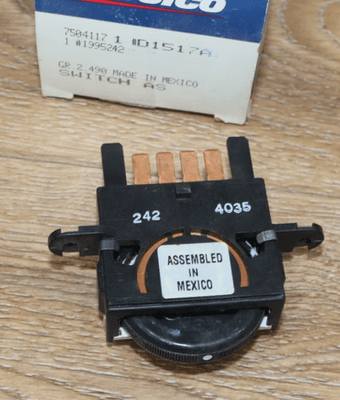 7504117 1 #D1517A
1 #1995242
GR 2.490 MADE IN MEXICO
SWITCH AS
242 4035
ASSEMBLED
IN
MEXICO